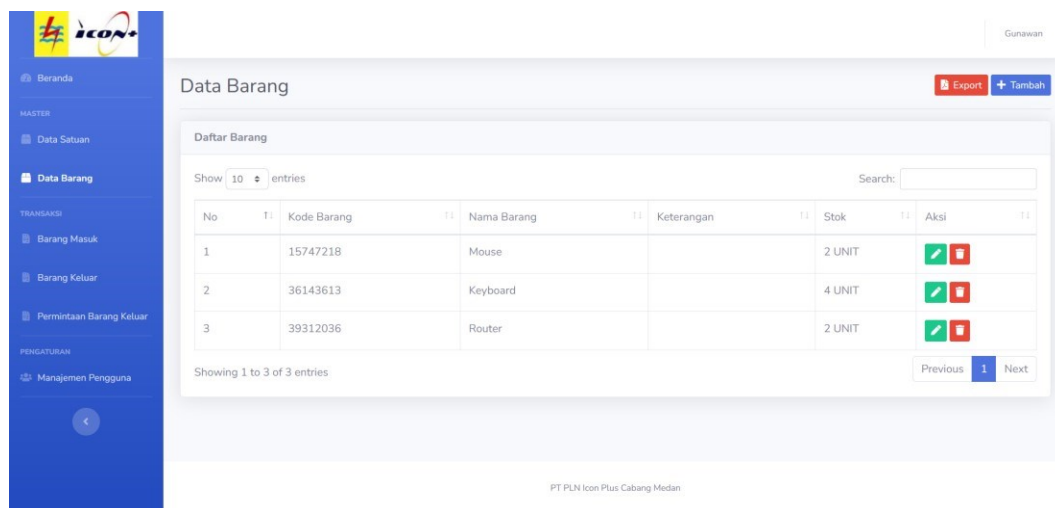 icon+
Gunawan
Beranda
Data Barang
Export
Tambah
MASTER
Data Satuan
Data Barang
Daftar Barang
Show 10 entries
Search:
No Kode Barang Nama Barang Keterangan Stok Aksi
1 15747218 Mouse 2 UNIT
2 36143613 Keyboard 4 UNIT
3 39312036 Router 2 UNIT
Showing 1 to 3 of 3 entries
Previous 1 Next
TRANSAKSI
Barang Masuk
Barang Keluar
Permintaan Barang Keluar
PENGATURAN
Manajemen Pengguna
PT PLN Icon Plus Cabang Medan